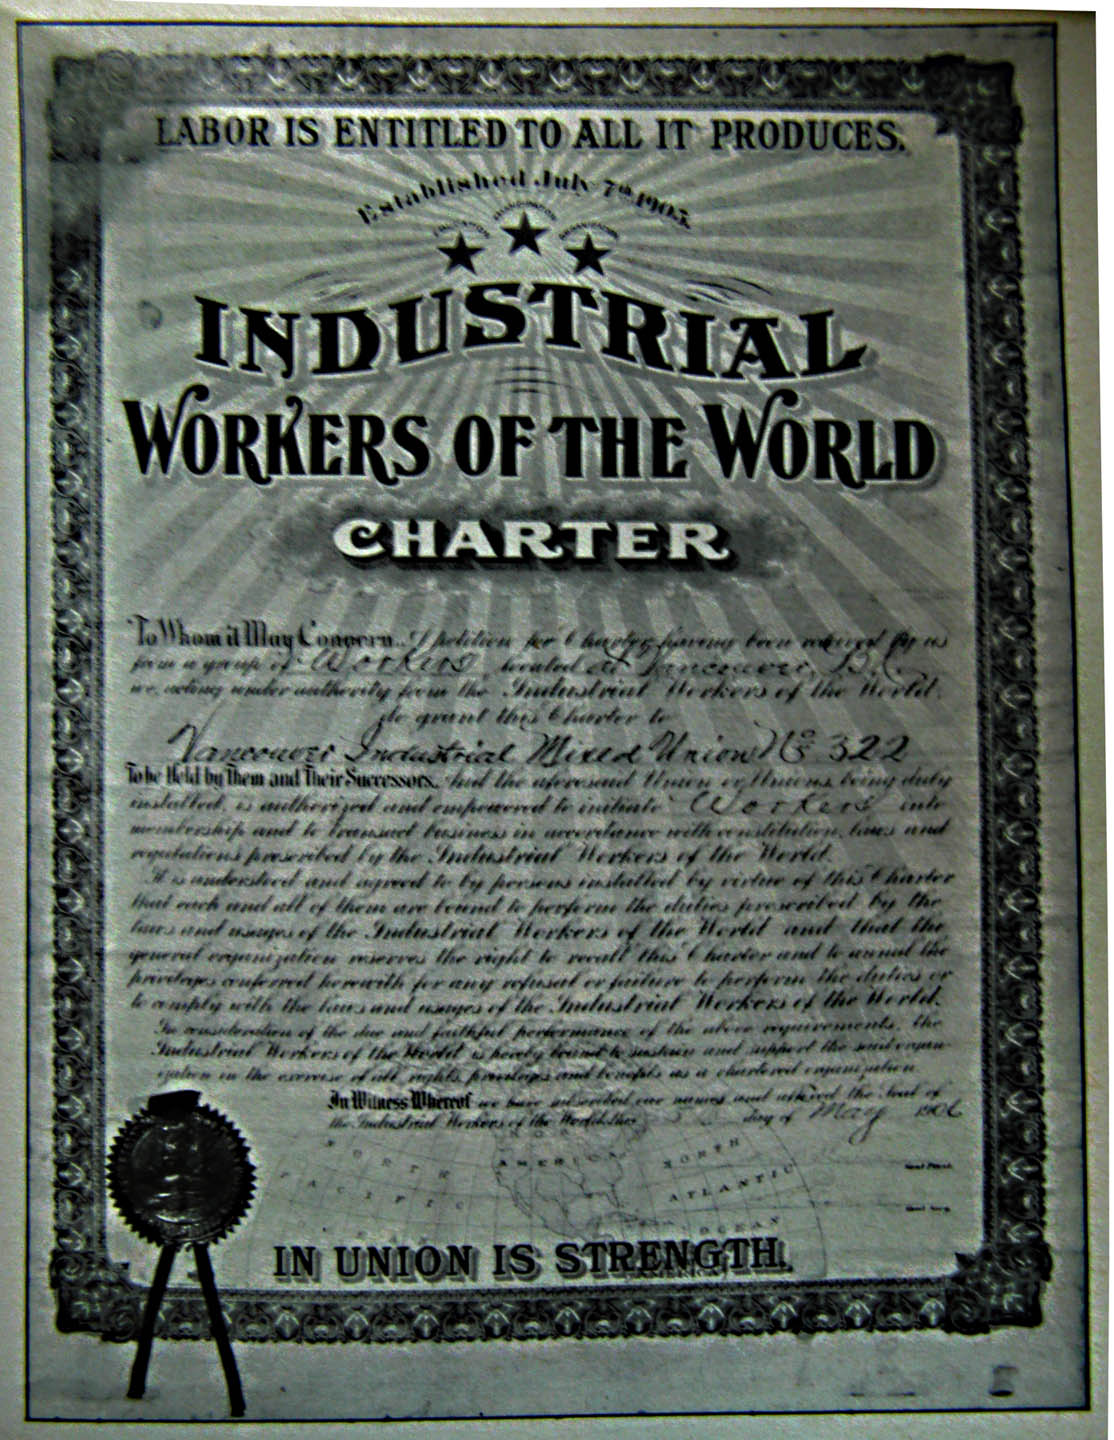 LABOR IS ENTITLED TO ALL IT PRODUCES.
Established July 7th 1905.
INDUSTRIAL
WORKERS OF THE WORLD
CHARTER
To Whom it May Concern.. A petition for Charter having been received by us
from a group of Workers, located at Vancouver, B.C.
we, acting under authority from the Industrial Workers of the World,
do grant this Charter to
Vancouver Industrial Mixed Union No 322
To be Held by Them and Their Successors. And the aforesaid Union or Unions, being duly
installed, is authorized and empowered to initiate Workers into
membership and to transact business in accordance with constitution, laws and
regulations prescribed by the Industrial Workers of the World.
It is understood and agreed to by persons installed by virtue of this Charter
that each and all of them are bound to perform the duties prescribed by the
laws and usages of the Industrial Workers of the World and that the
general organization reserves the right to recall this Charter and to annul the
privileges conferred herewith for any refusal or failure to perform the duties or
to comply with the laws and usages of the Industrial Workers of the World.
In consideration of the due and faithful performance of the above requirements, the
Industrial Workers of the World is hereby bound to sustain and support the said organ-
ization in the exercise of all rights, privileges and benefits as a chartered organization.
In Witness Whereof we have subscribed our names and affixed the Seal of
the Industrial Workers of the World this day of May 1906
NORTH
AMERICA
NORTH
PACIFIC
NORTH
ATLANTIC
OCEAN
IN UNION IS STRENGTH.